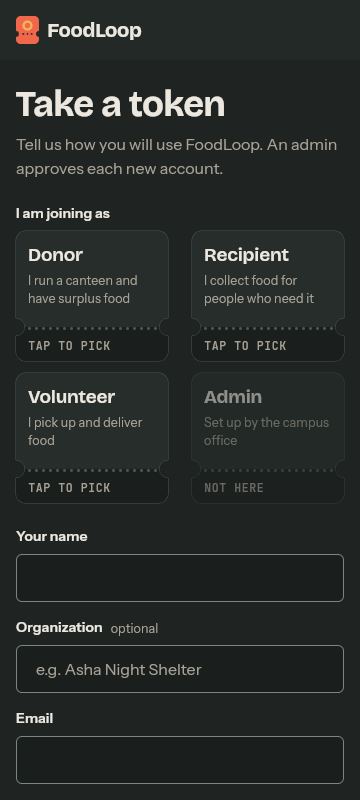 FoodLoop
Take a token
Tell us how you will use FoodLoop. An admin
approves each new account.
I am joining as
Donor
I run a canteen and
have surplus food
TAP TO PICK
Recipient
I collect food for
people who need it
TAP TO PICK
Volunteer
I pick up and deliver
food
TAP TO PICK
Admin
Set up by the campus
office
NOT HERE
Your name
Organization optional
e.g. Asha Night Shelter
Email